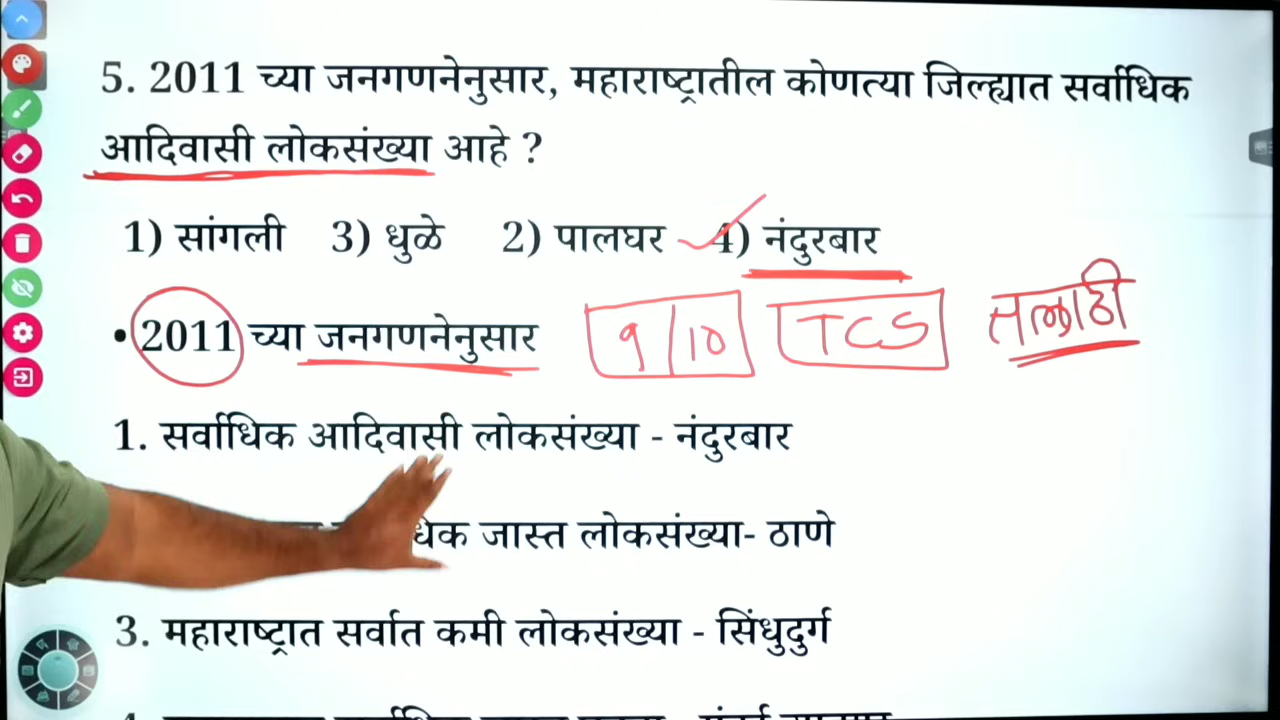 5. 2011 च्या जनगणनेनुसार, महाराष्ट्रातील कोणत्या जिल्ह्यात सर्वाधिक
आदिवासी लोकसंख्या आहे ?
1) सांगली 3) धुळे 2) पालघर 4) नंदुरबार
• 2011 च्या जनगणनेनुसार 9/10 TCS तलाठी
1. सर्वाधिक आदिवासी लोकसंख्या - नंदुरबार
जास्त लोकसंख्या- ठाणे
3. महाराष्ट्रात सर्वात कमी लोकसंख्या - सिंधुदुर्ग